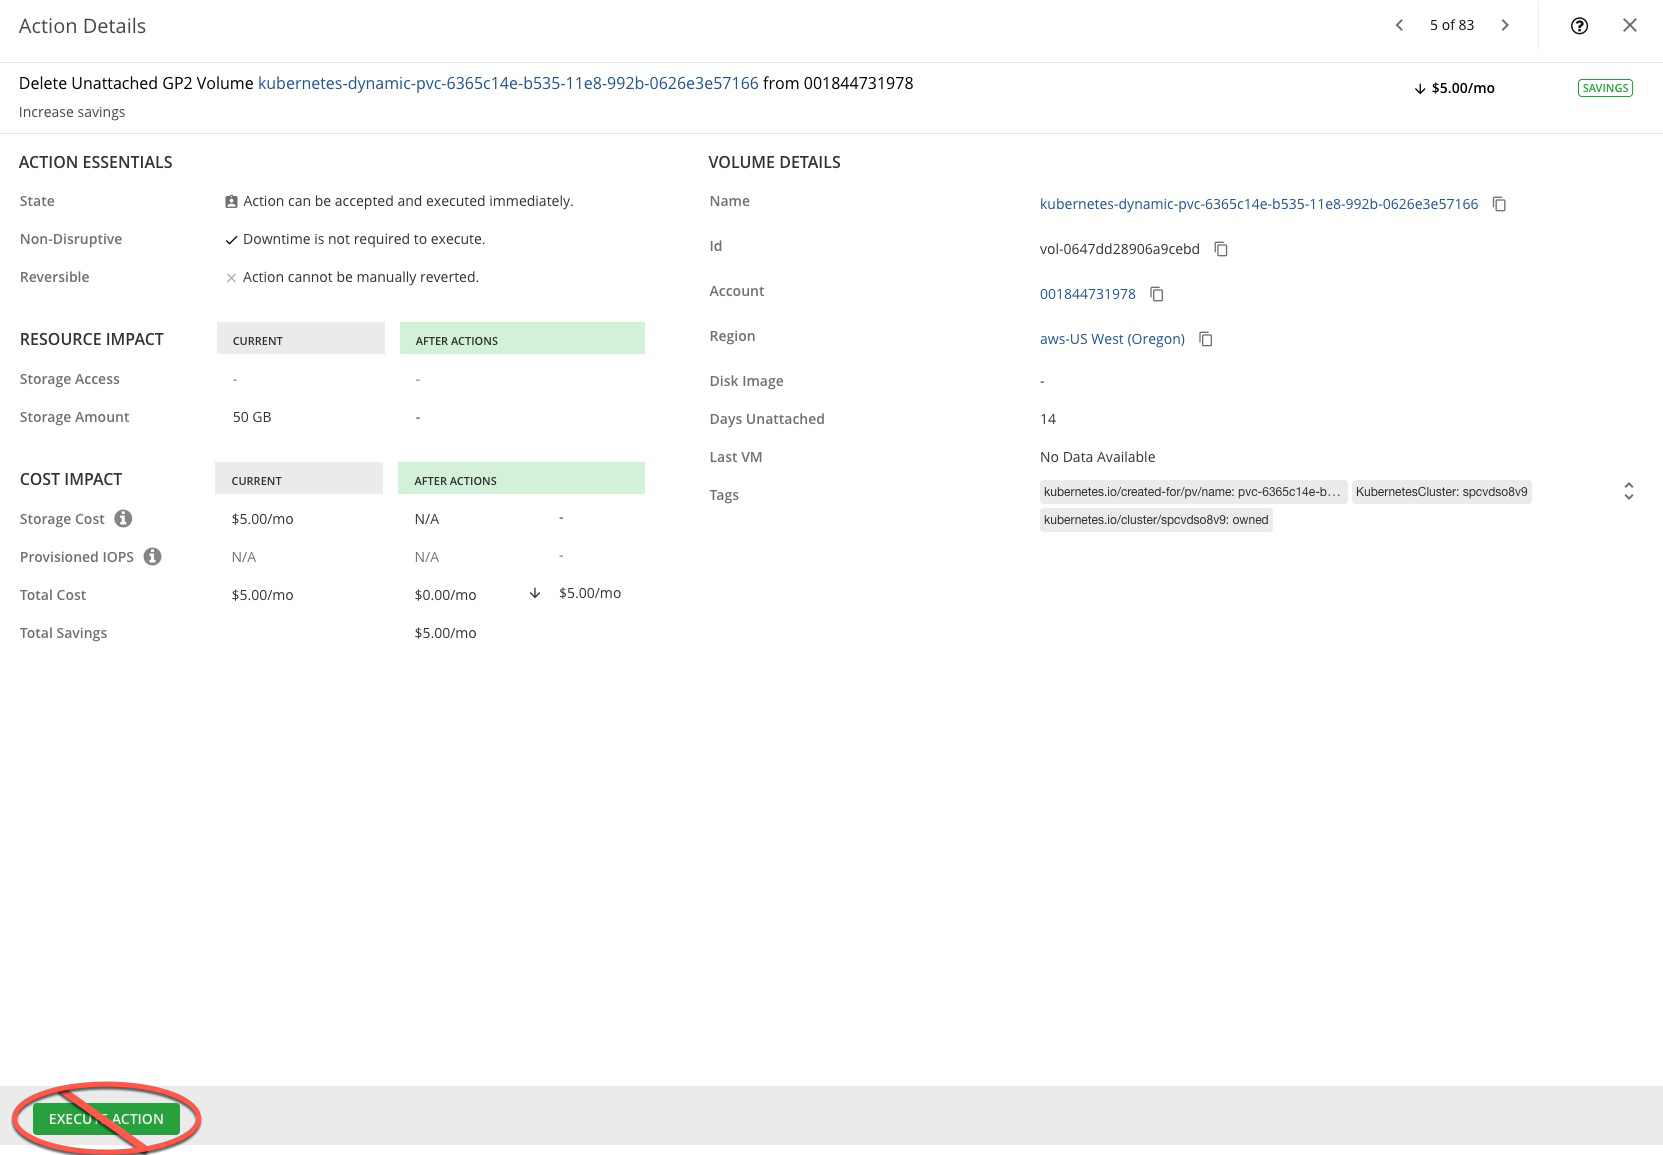 Action Details
5 of 83
Delete Unattached GP2 Volume kubernetes-dynamic-pvc-6365c14e-b535-11e8-992b-0626e3e57166 from 001844731978
$5.00/mo
SAVINGS
Increase savings
ACTION ESSENTIALS
State Action can be accepted and executed immediately.
Non-Disruptive Downtime is not required to execute.
Reversible Action cannot be manually reverted.
RESOURCE IMPACT CURRENT AFTER ACTIONS
Storage Access - -
Storage Amount 50 GB -
COST IMPACT CURRENT AFTER ACTIONS
Storage Cost $5.00/mo N/A -
Provisioned IOPS N/A N/A -
Total Cost $5.00/mo $0.00/mo ↓ $5.00/mo
Total Savings $5.00/mo
VOLUME DETAILS
Name kubernetes-dynamic-pvc-6365c14e-b535-11e8-992b-0626e3e57166
Id vol-0647dd28906a9cebd
Account 001844731978
Region aws-US West (Oregon)
Disk Image -
Days Unattached 14
Last VM No Data Available
Tags kubernetes.io/created-for/pv/name: pvc-6365c14e-b... KubernetesCluster: spcvdso8v9
kubernetes.io/cluster/spcvdso8v9: owned
EXECUTE ACTION